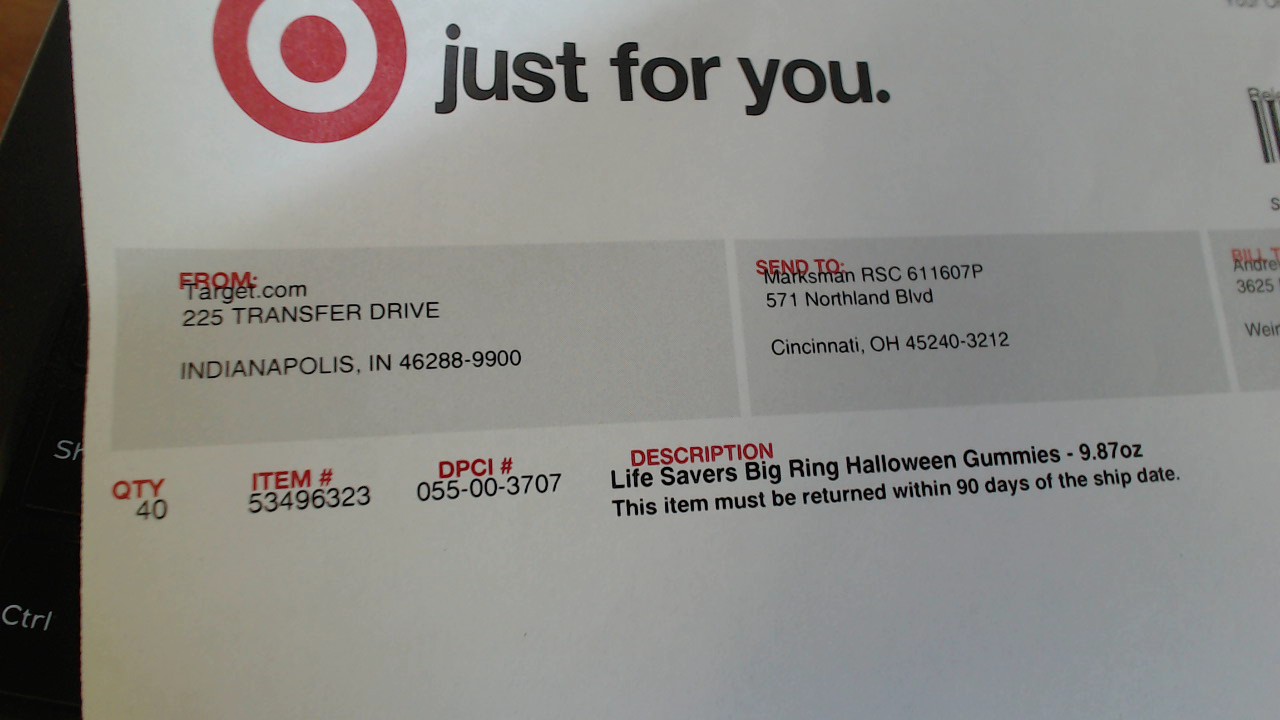 just for you.
FROM:
Target.com
225 TRANSFER DRIVE
INDIANAPOLIS, IN 46288-9900
SEND TO:
Marksman RSC 611607P
571 Northland Blvd
Cincinnati, OH 45240-3212
3625
QTY
40
ITEM #
53496323
DPCI #
055-00-3707
DESCRIPTION
Life Savers Big Ring Halloween Gummies - 9.87oz
This item must be returned within 90 days of the ship date.
Ctrl